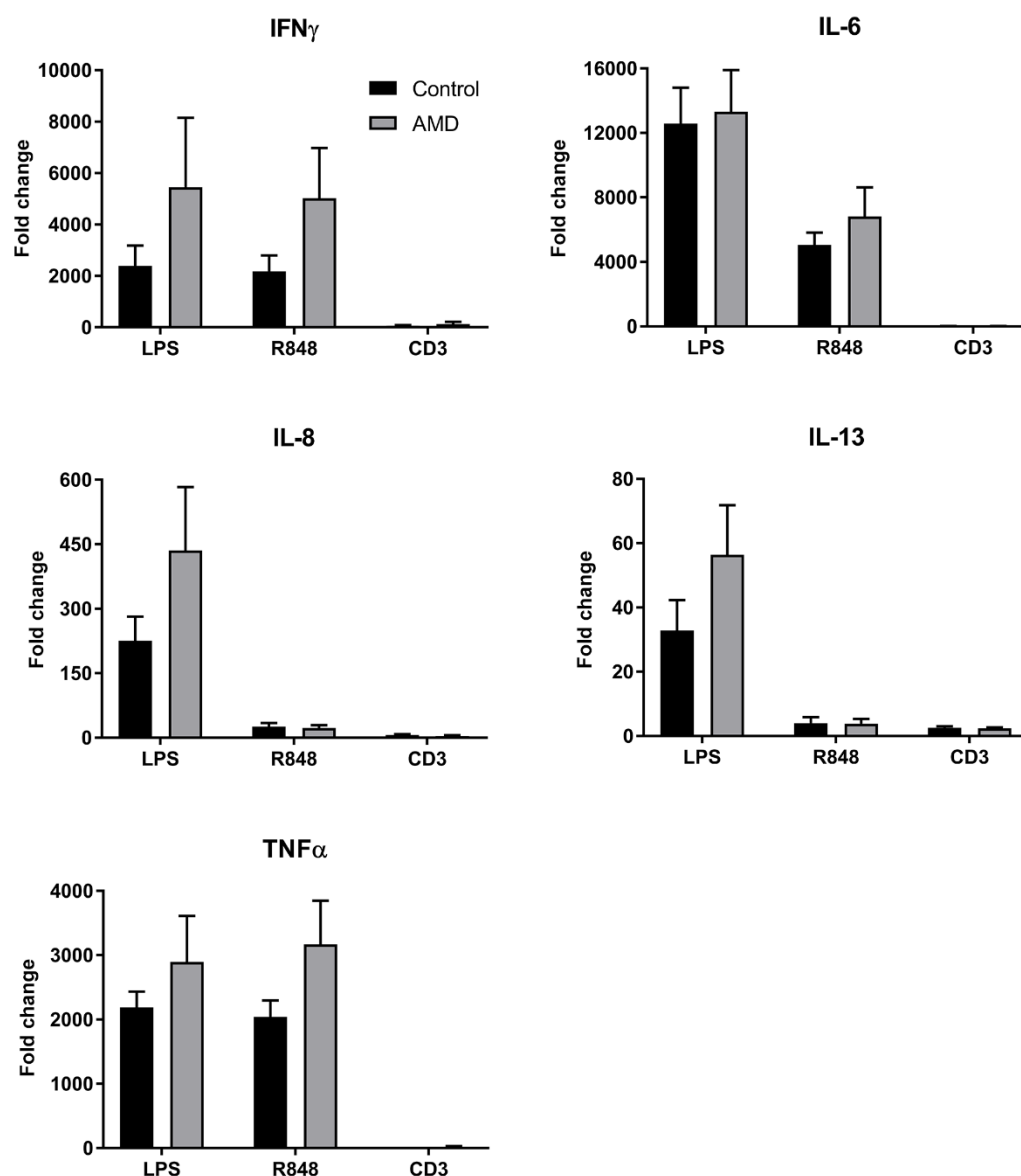 IFNγ
Fold change
10000
8000
6000
4000
2000
0
LPS R848 CD3
Control
AMD
IL-6
Fold change
16000
12000
8000
4000
0
LPS R848 CD3
IL-8
Fold change
600
450
300
150
0
LPS R848 CD3
IL-13
Fold change
80
60
40
20
0
LPS R848 CD3
TNFα
Fold change
4000
3000
2000
1000
0
LPS R848 CD3